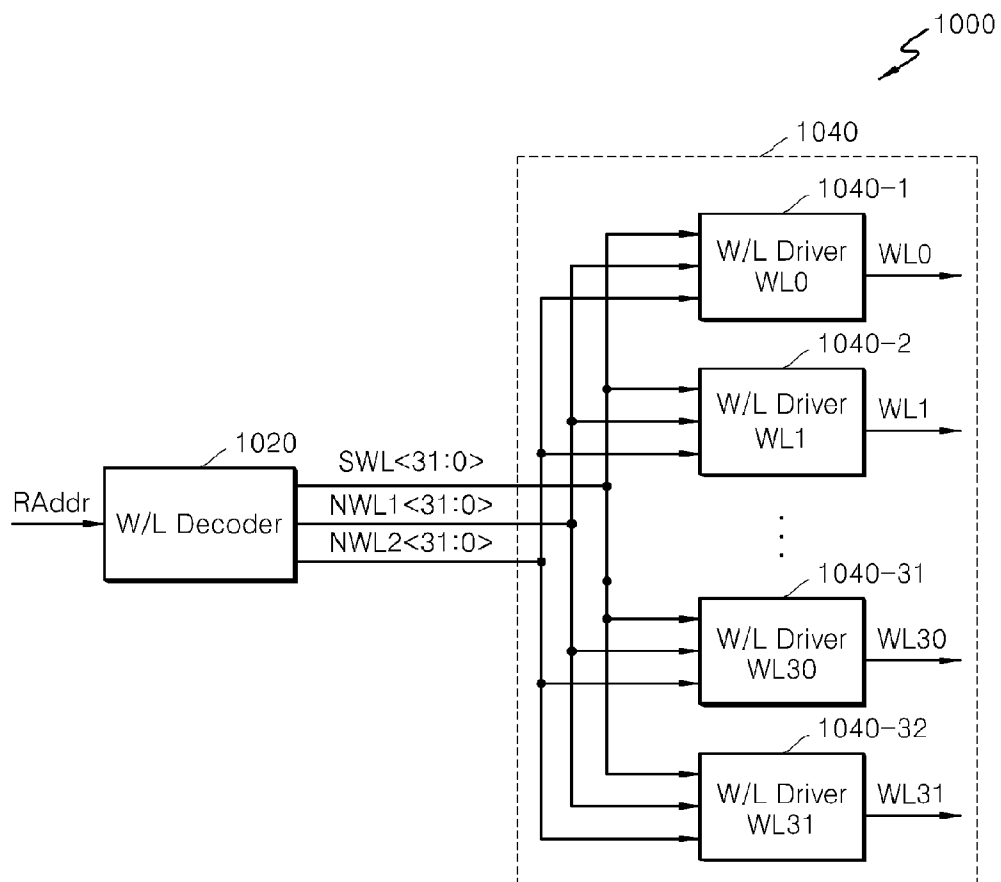 1000
1040
1040-1
W/L Driver
WL0
WL0
1040-2
W/L Driver
WL1
WL1
1020
RAddr
W/L Decoder
SWL<31:0>
NWL1<31:0>
NWL2<31:0>
1040-31
W/L Driver
WL30
WL30
1040-32
W/L Driver
WL31
WL31